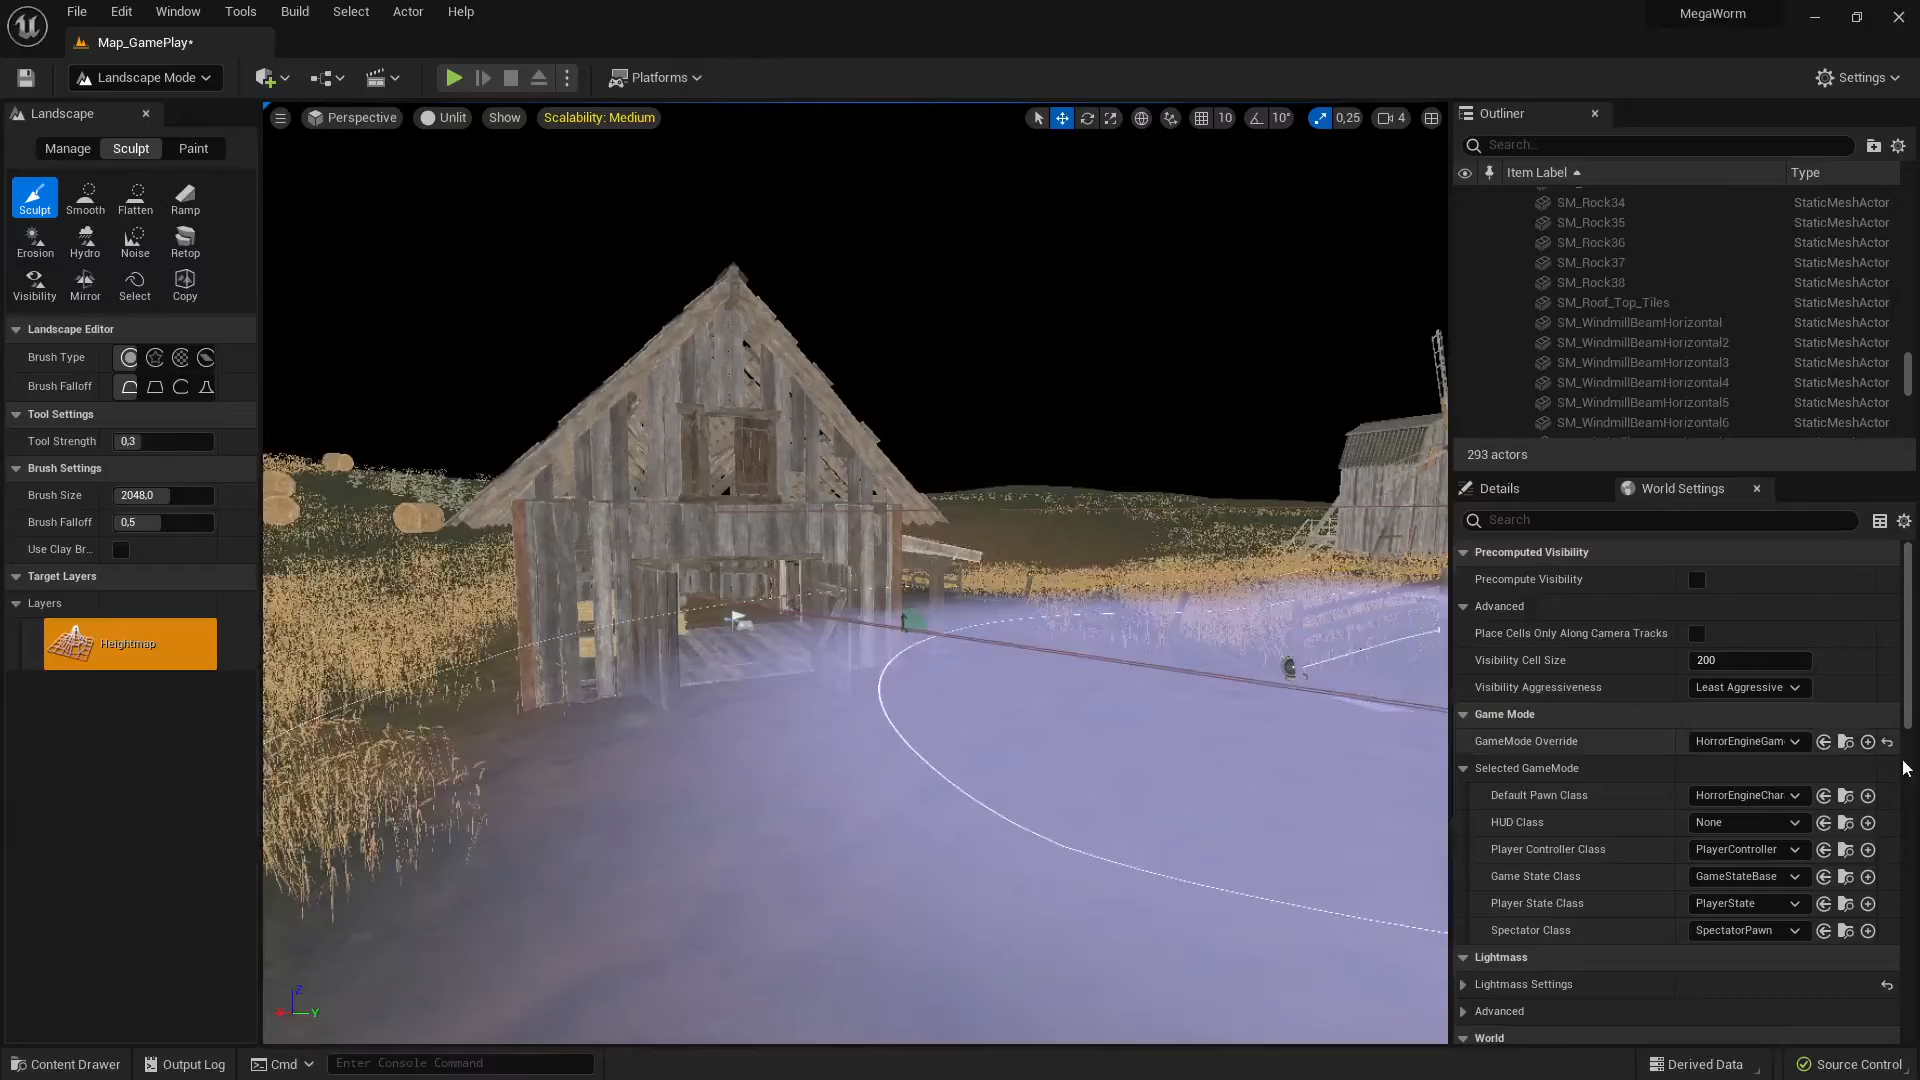 File Edit Window Tools Build Select Actor Help
MegaWorm
Map_GamePlay*
Landscape Mode
Platforms
Settings
Landscape
Manage Sculpt Paint
Sculpt Smooth Flatten Ramp
Erosion Hydro Noise Retop
Visibility Mirror Select Copy
Landscape Editor
Brush Type
Brush Falloff
Tool Settings
Tool Strength 0,3
Brush Settings
Brush Size 2048,0
Brush Falloff 0,5
Use Clay Br...
Target Layers
Layers
Heightmap
Perspective Unlit Show Scalability: Medium
10 10° 0,25 4
Z
Y
Outliner
Search...
Item Label Type
SM_Rock34 StaticMeshActor
SM_Rock35 StaticMeshActor
SM_Rock36 StaticMeshActor
SM_Rock37 StaticMeshActor
SM_Rock38 StaticMeshActor
SM_Roof_Top_Tiles StaticMeshActor
SM_WindmillBeamHorizontal StaticMeshActor
SM_WindmillBeamHorizontal2 StaticMeshActor
SM_WindmillBeamHorizontal3 StaticMeshActor
SM_WindmillBeamHorizontal4 StaticMeshActor
SM_WindmillBeamHorizontal5 StaticMeshActor
SM_WindmillBeamHorizontal6 StaticMeshActor
293 actors
Details World Settings
Search
Precomputed Visibility
Precompute Visibility
Advanced
Place Cells Only Along Camera Tracks
Visibility Cell Size 200
Visibility Aggressiveness Least Aggressive
Game Mode
GameMode Override HorrorEngineGam
Selected GameMode
Default Pawn Class HorrorEngineChar
HUD Class None
Player Controller Class PlayerController
Game State Class GameStateBase
Player State Class PlayerState
Spectator Class SpectatorPawn
Lightmass
Lightmass Settings
Advanced
World
Content Drawer Output Log Cmd Enter Console Command
Derived Data Source Control